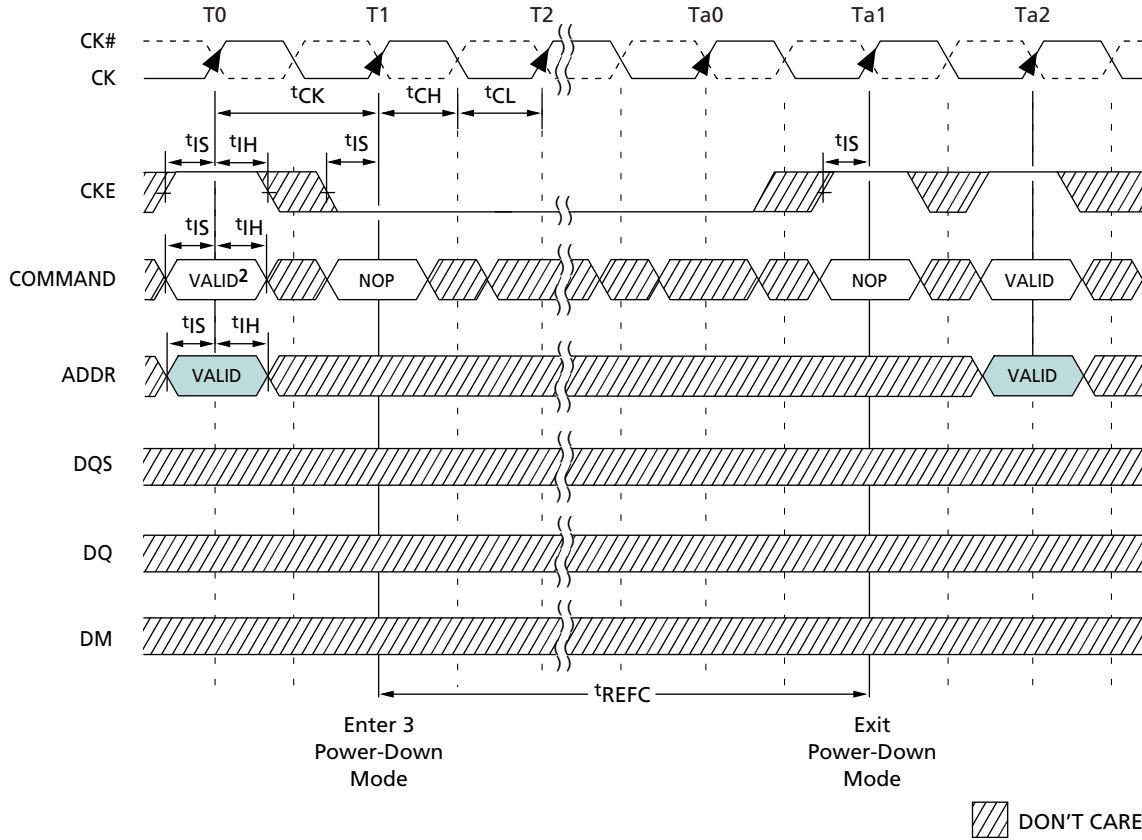 T0 T1 T2 Ta0 Ta1 Ta2
CK#
CK
tCK tCH tCL
tIS tIH tIS tIS
CKE
tIS tIH
COMMAND VALID2 NOP NOP VALID
tIS tIH
ADDR VALID VALID
DQS
DQ
DM
tREFC
Enter 3
Power-Down
Mode
Exit
Power-Down
Mode
DON'T CARE